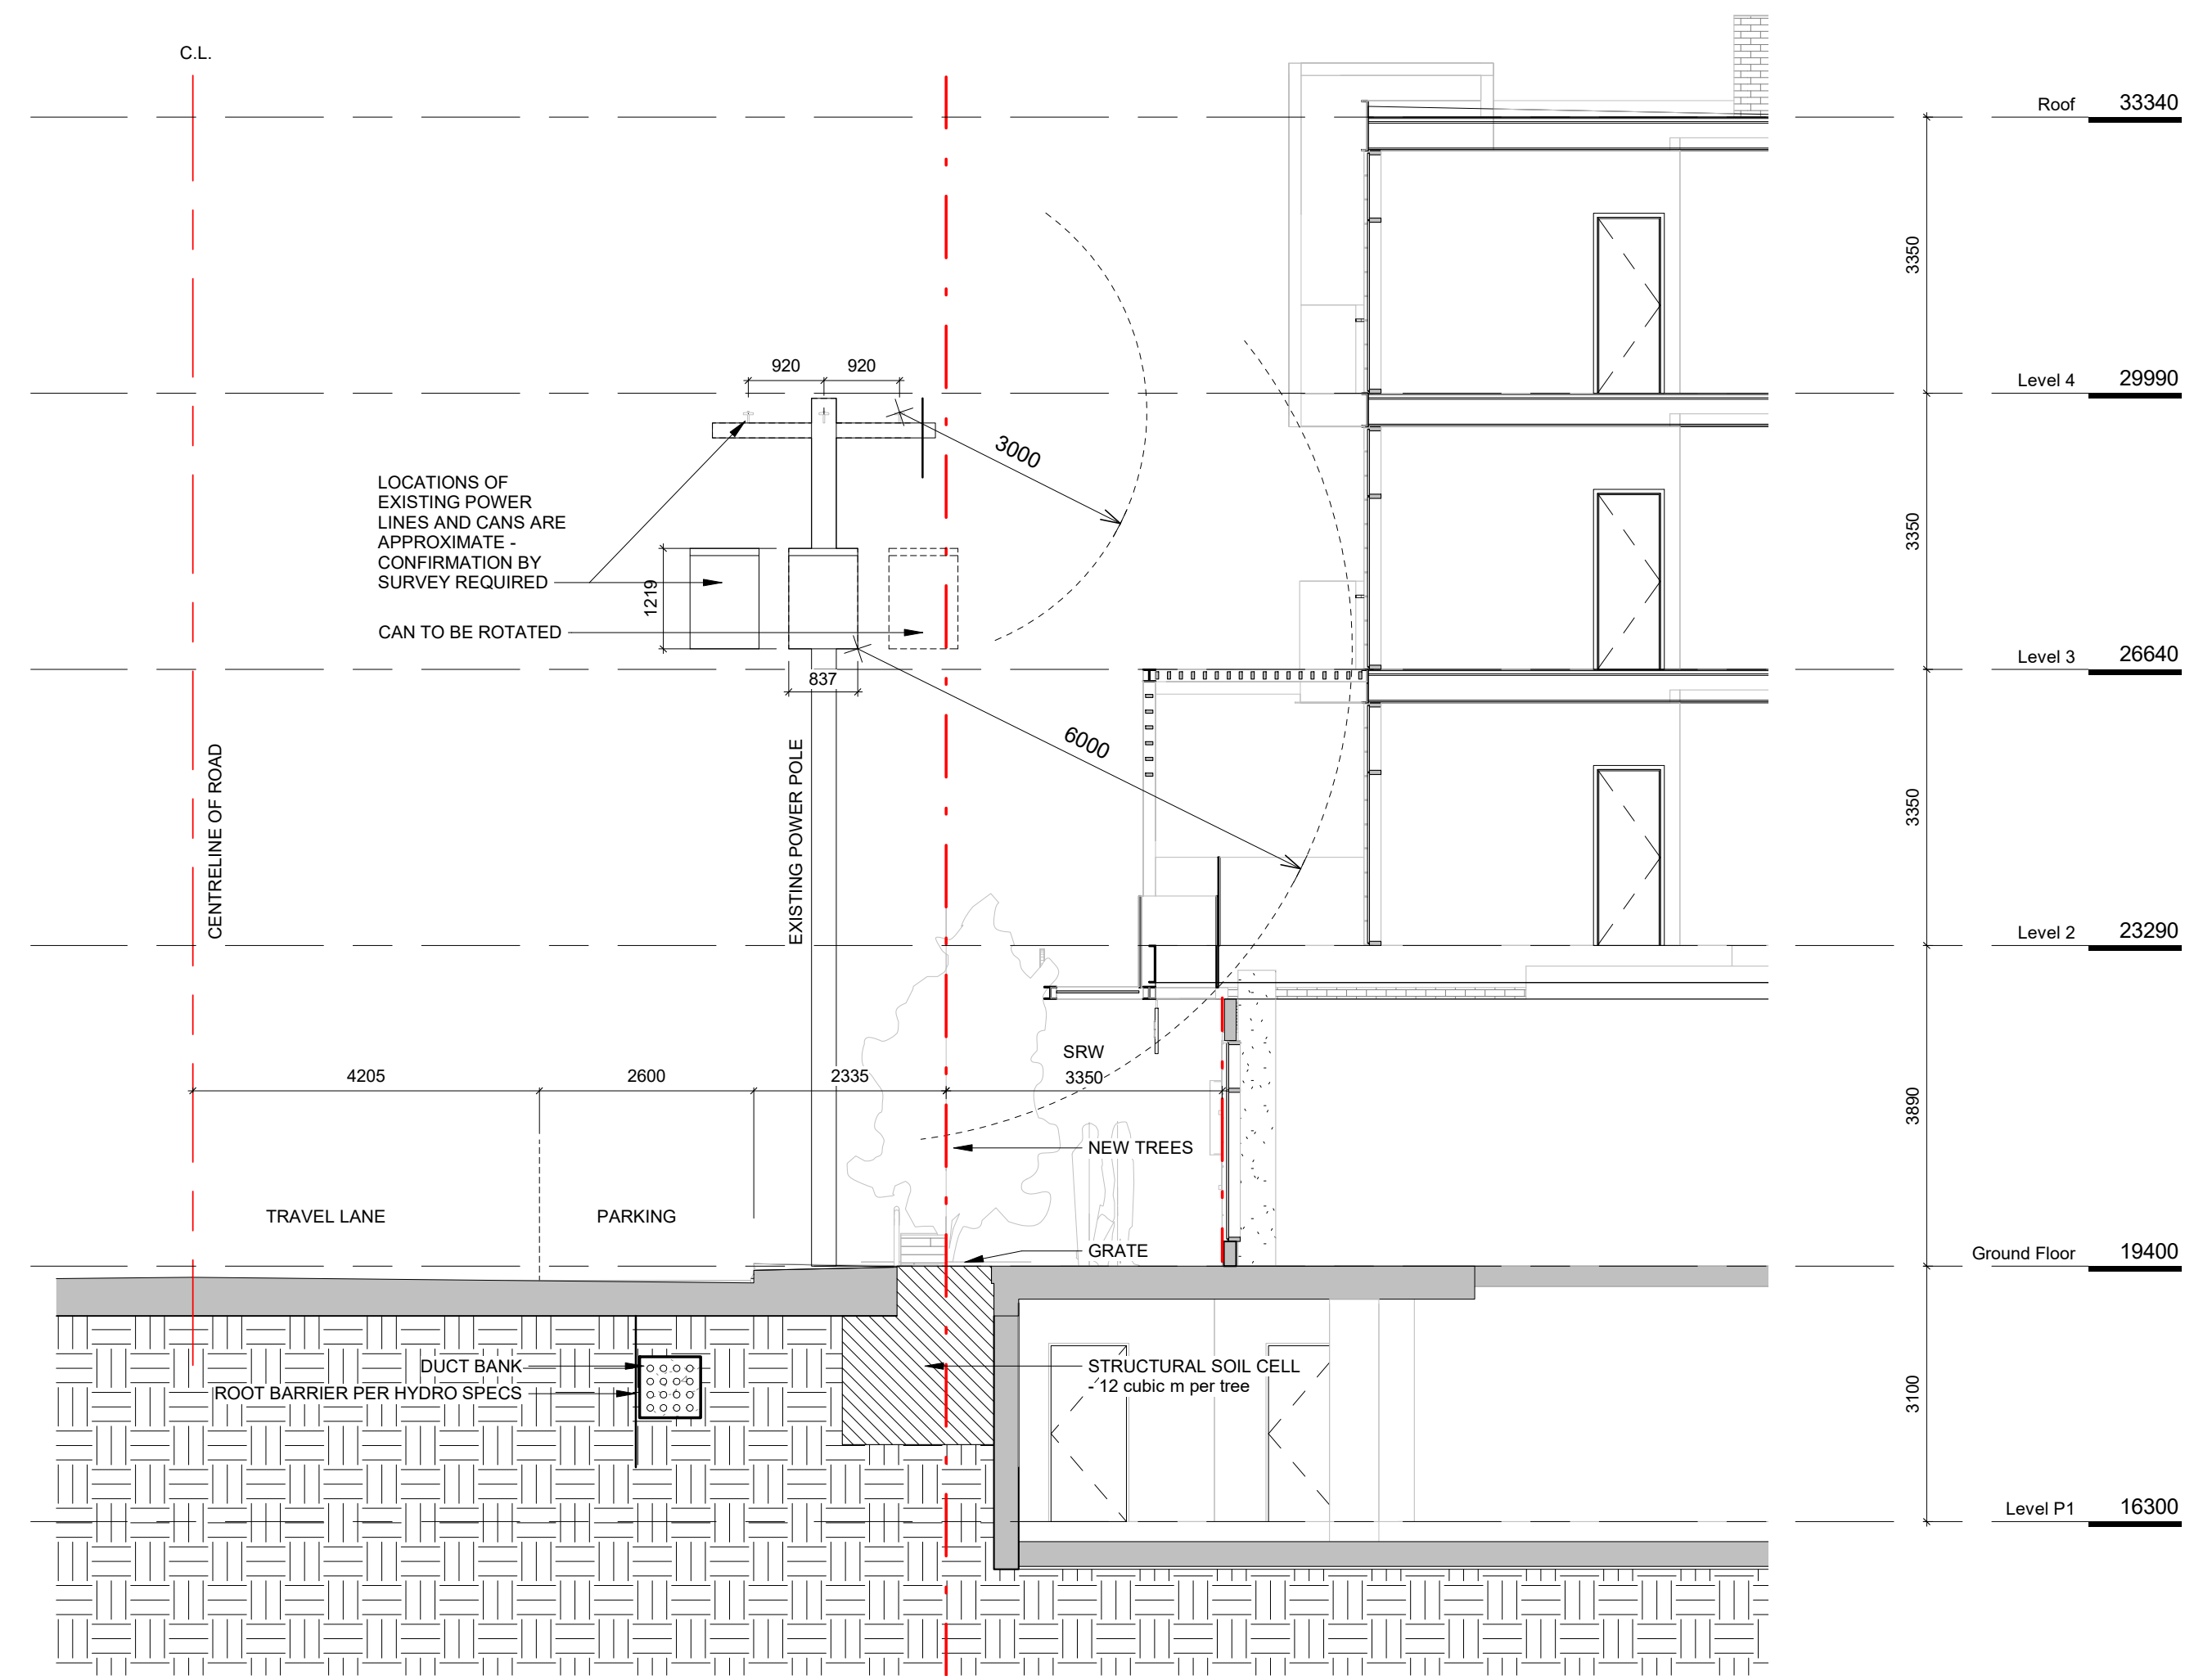 C.L.
Roof 33340
3350
920 920
Level 4 29990
3000
LOCATIONS OF
EXISTING POWER
LINES AND CANS ARE
APPROXIMATE -
CONFIRMATION BY
SURVEY REQUIRED
3350
1219
CAN TO BE ROTATED
Level 3 26640
837
6000
CENTRELINE OF ROAD
EXISTING POWER POLE
3350
Level 2 23290
SRW
4205 2600 2335 3350
3890
NEW TREES
TRAVEL LANE PARKING
GRATE
Ground Floor 19400
DUCT BANK
ROOT BARRIER PER HYDRO SPECS
STRUCTURAL SOIL CELL
- 12 cubic m per tree
3100
Level P1 16300